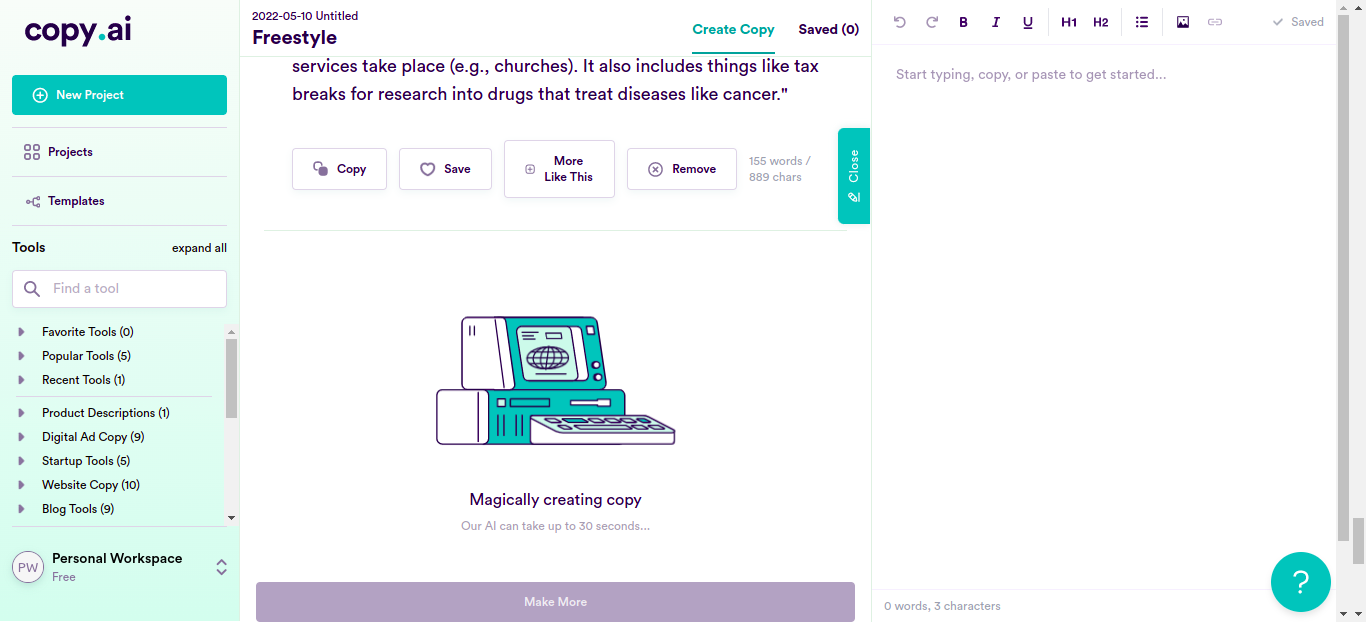 copy.ai
New Project
Projects
Templates
Tools
expand all
Find a tool
Favorite Tools (0)
Popular Tools (5)
Recent Tools (1)
Product Descriptions (1)
Digital Ad Copy (9)
Startup Tools (5)
Website Copy (10)
Blog Tools (9)
PW
Personal Workspace
Free
2022-05-10 Untitled
Freestyle
Create Copy
Saved (0)
services take place (e.g., churches). It also includes things like tax
breaks for research into drugs that treat diseases like cancer."
Copy
Save
More
Like This
Remove
155 words /
889 chars
Close
Magically creating copy
Our AI can take up to 30 seconds...
Make More
B
I
U
H1
H2
Saved
Start typing, copy, or paste to get started...
0 words, 3 characters
?